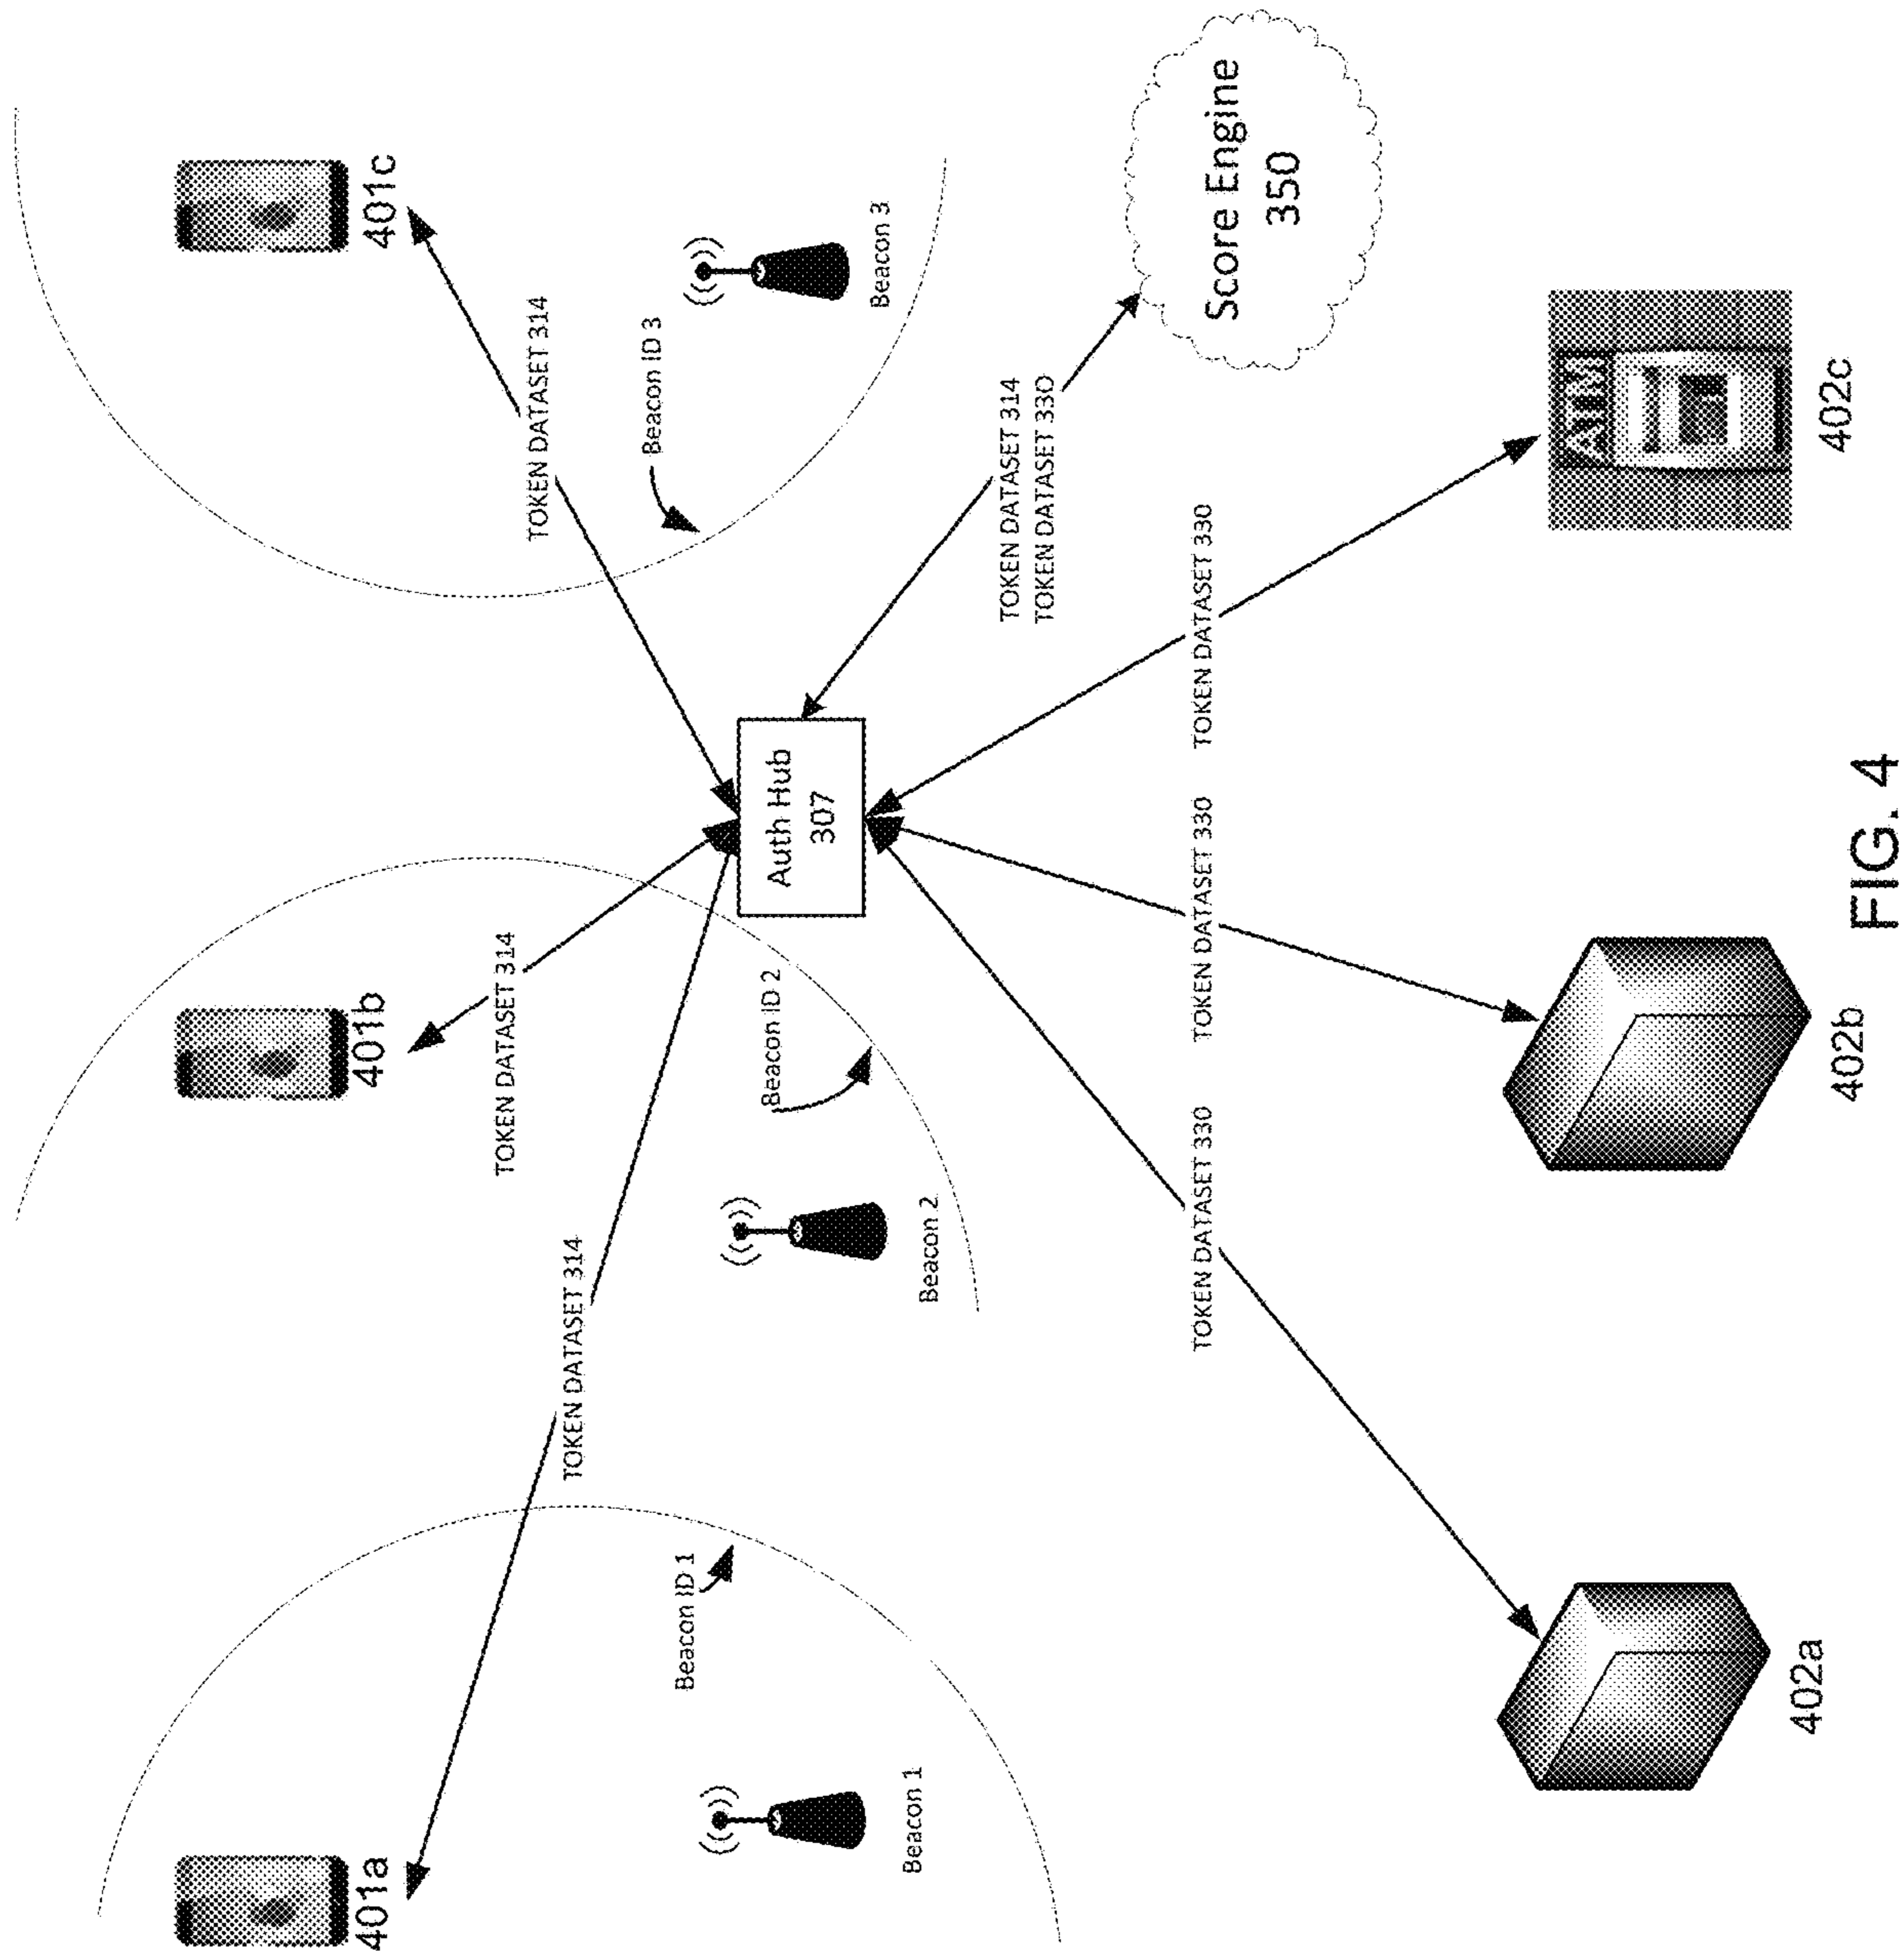 401a
401b
401c
TOKEN DATASET 314
TOKEN DATASET 314
TOKEN DATASET 314
Beacon ID 1
Beacon ID 2
Beacon ID 3
Beacon 1
Beacon 2
Beacon 3
Auth Hub
307
TOKEN DATASET 314
TOKEN DATASET 330
Score Engine
350
TOKEN DATASET 330
TOKEN DATASET 330
TOKEN DATASET 330
ATM
402a
402b
402c
FIG. 4